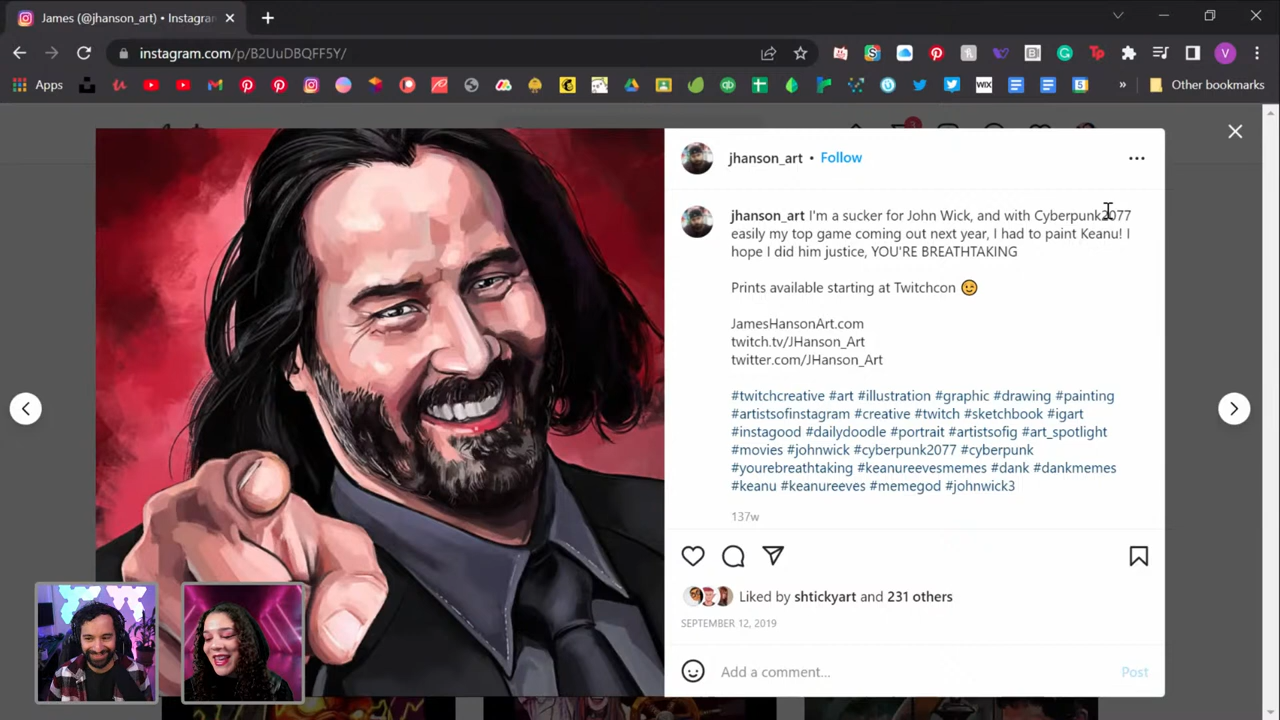 James (@jhanson_art) • Instagram
instagram.com/p/B2UuDBQFF5Y/
Apps
Other bookmarks
jhanson_art • Follow
jhanson_art I'm a sucker for John Wick, and with Cyberpunk2077
easily my top game coming out next year, I had to paint Keanu! I
hope I did him justice, YOU'RE BREATHTAKING
Prints available starting at Twitchcon 😉
JamesHansonArt.com
twitch.tv/JHanson_Art
twitter.com/JHanson_Art
#twitchcreative #art #illustration #graphic #drawing #painting
#artistsofinstagram #creative #twitch #sketchbook #igart
#instagood #dailydoodle #portrait #artistsofig #art_spotlight
#movies #johnwick #cyberpunk2077 #cyberpunk
#yourebreathtaking #keanureevesmemes #dank #dankmemes
#keanu #keanureeves #memegod #johnwick3
137w
Liked by shtickyart and 231 others
SEPTEMBER 12, 2019
Add a comment...
Post